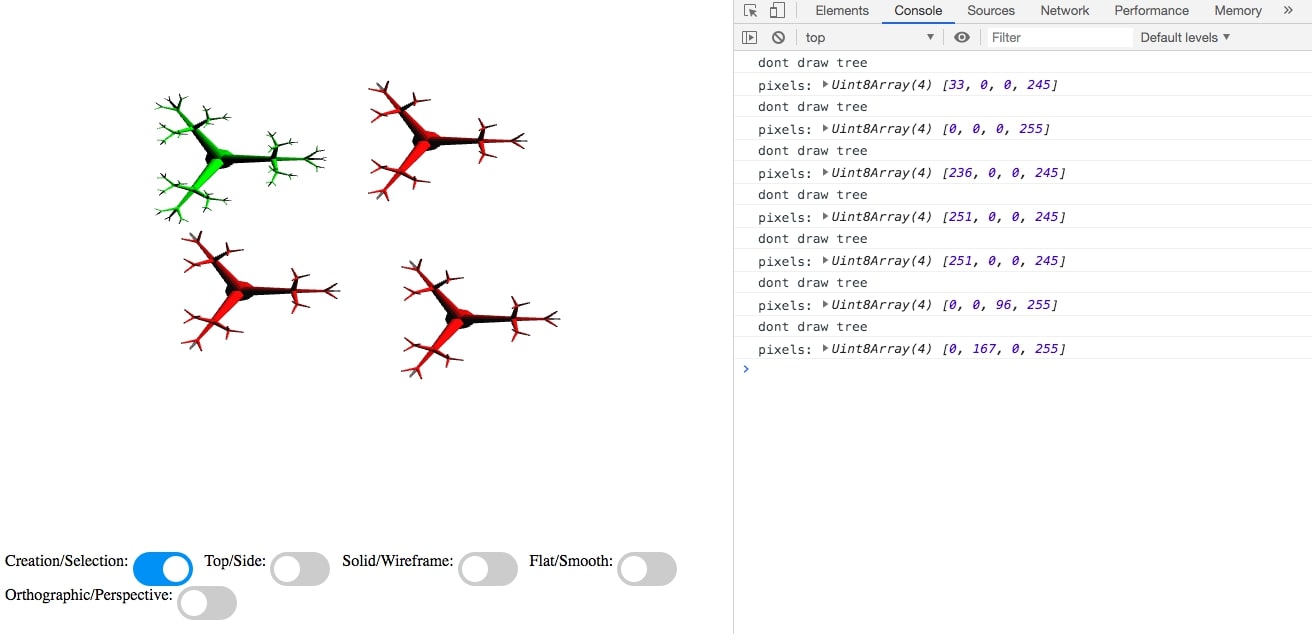 Elements Console Sources Network Performance Memory »
top Filter Default levels
dont draw tree
pixels: Uint8Array(4) [33, 0, 0, 245]
dont draw tree
pixels: Uint8Array(4) [0, 0, 0, 255]
dont draw tree
pixels: Uint8Array(4) [236, 0, 0, 245]
dont draw tree
pixels: Uint8Array(4) [251, 0, 0, 245]
dont draw tree
pixels: Uint8Array(4) [251, 0, 0, 245]
dont draw tree
pixels: Uint8Array(4) [0, 0, 96, 255]
dont draw tree
pixels: Uint8Array(4) [0, 167, 0, 255]
Creation/Selection: Top/Side: Solid/Wireframe: Flat/Smooth:
Orthographic/Perspective: